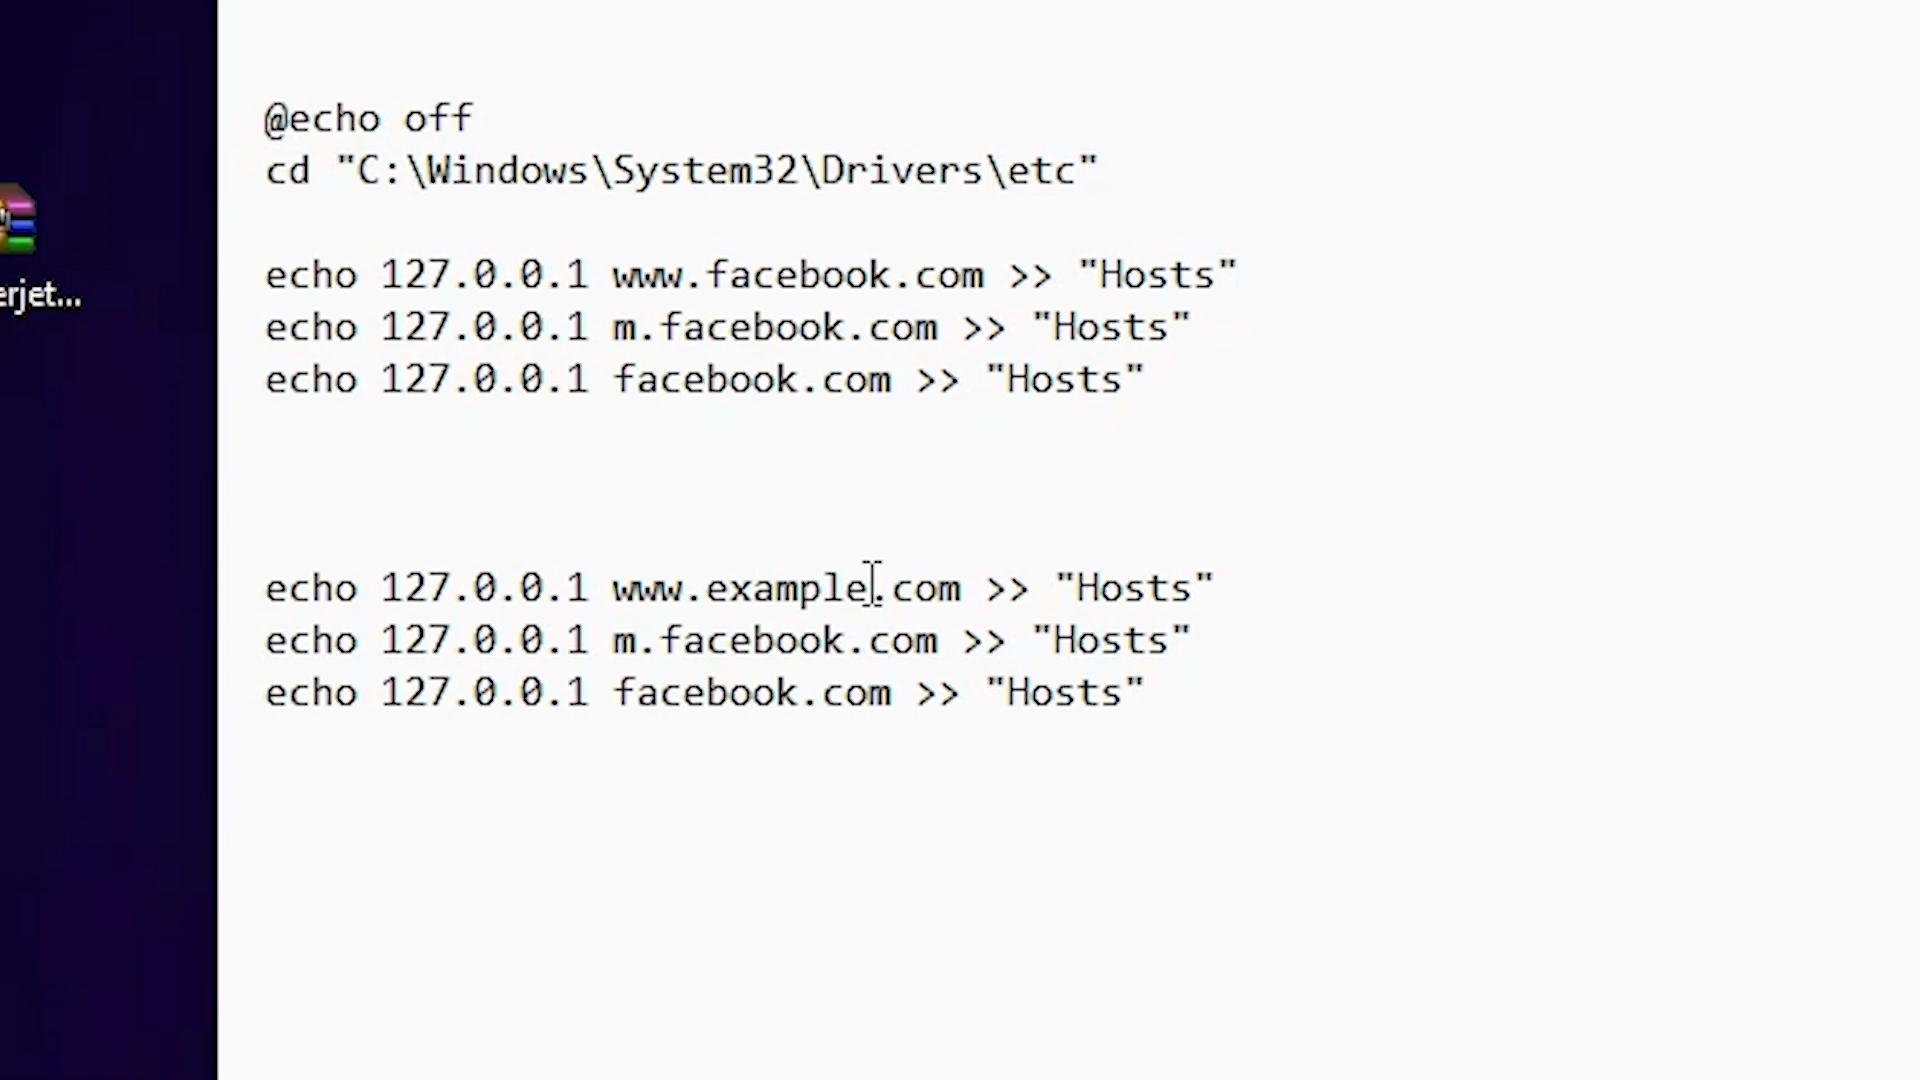 @echo off
cd "C:\Windows\System32\Drivers\etc"
echo 127.0.0.1 www.facebook.com >> "Hosts"
echo 127.0.0.1 m.facebook.com >> "Hosts"
echo 127.0.0.1 facebook.com >> "Hosts"
echo 127.0.0.1 www.example.com >> "Hosts"
echo 127.0.0.1 m.facebook.com >> "Hosts"
echo 127.0.0.1 facebook.com >> "Hosts"
erjet...